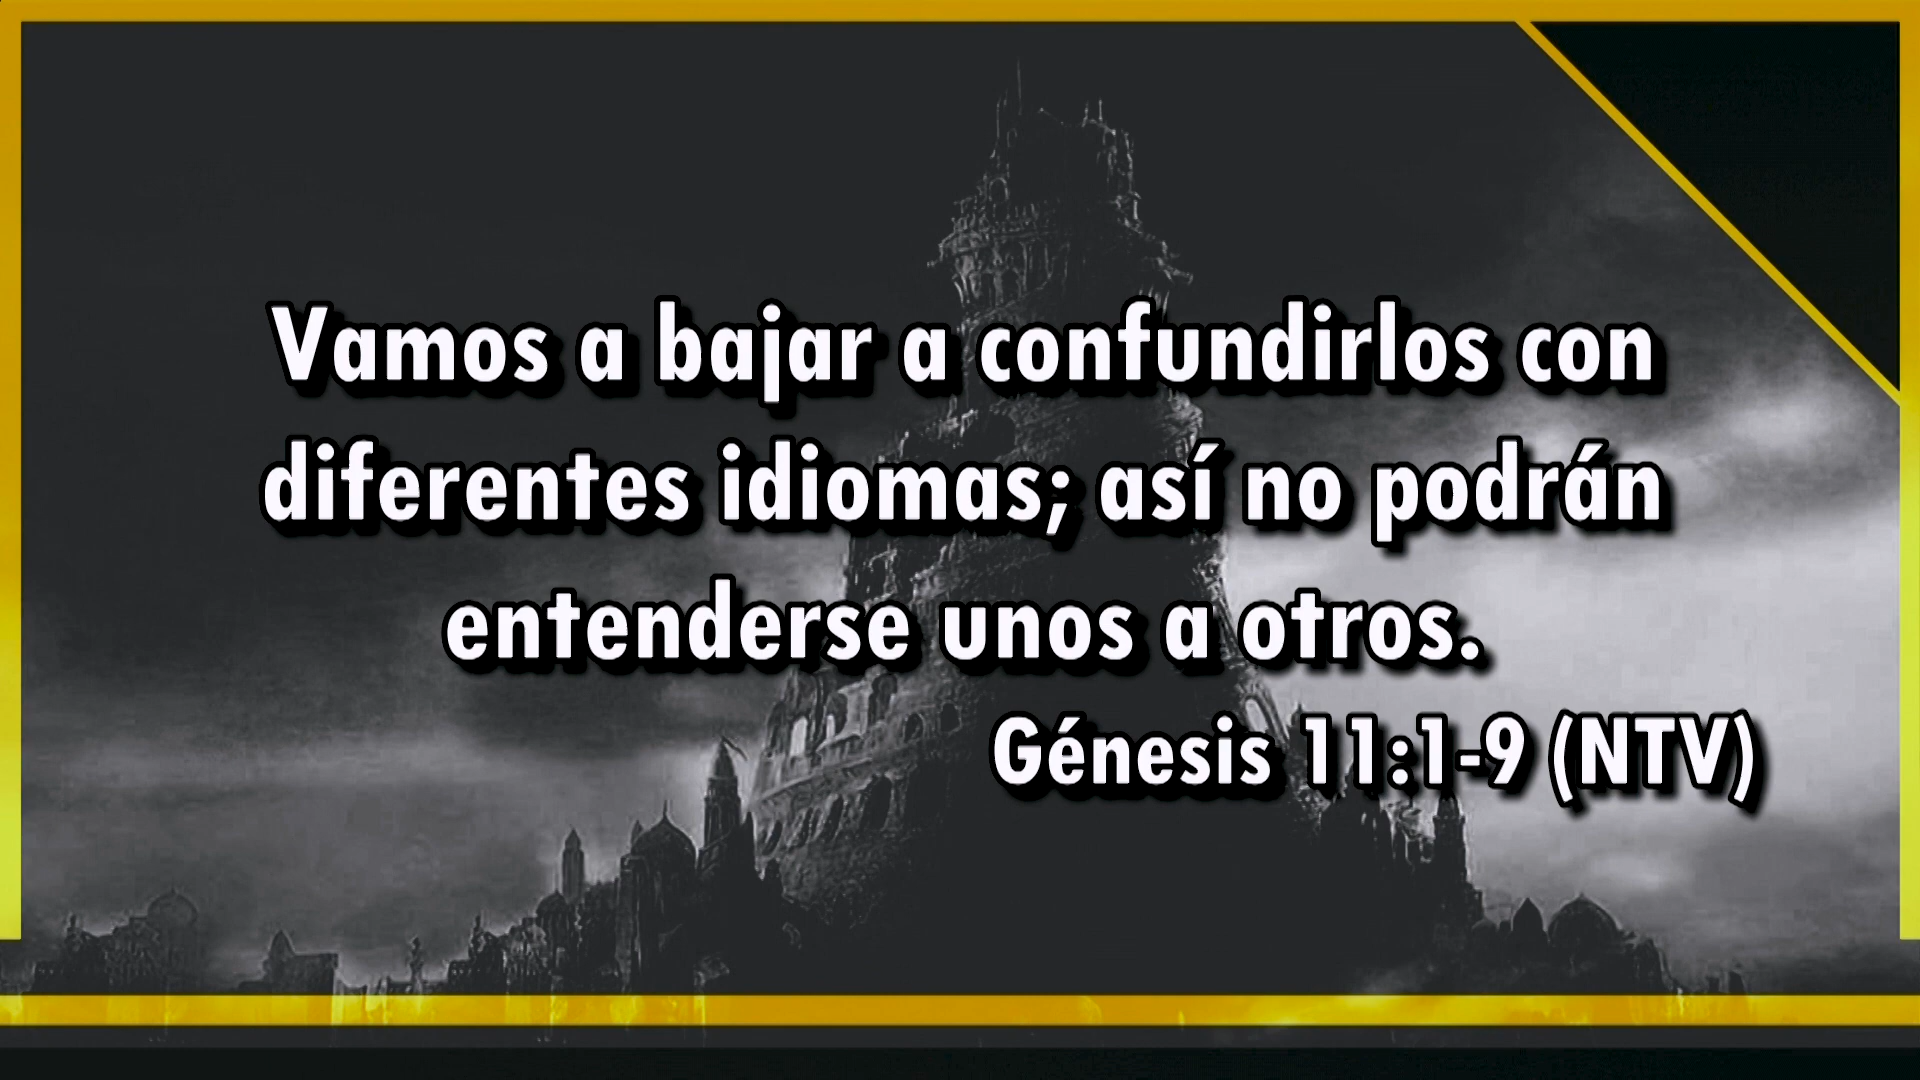 Vamos a bajar a confundirlos con
diferentes idiomas; así no podrán
entenderse unos a otros.
Génesis 11:1-9 (NTV)